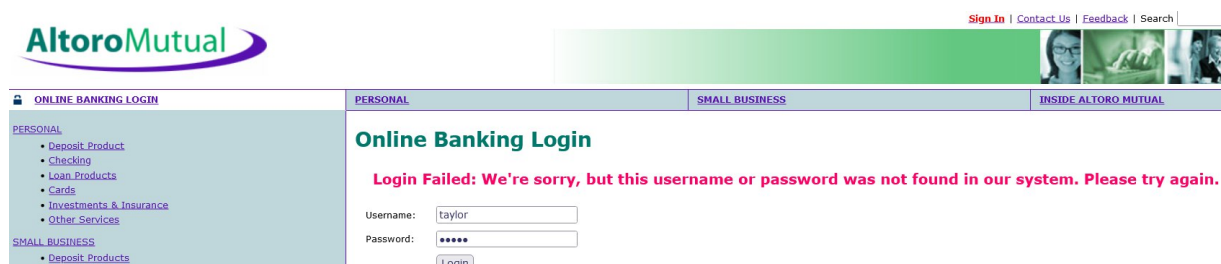 Sign In | Contact Us | Feedback | Search
AltoroMutual
ONLINE BANKING LOGIN
PERSONAL
SMALL BUSINESS
INSIDE ALTORO MUTUAL
PERSONAL
• Deposit Product
• Checking
• Loan Products
• Cards
• Investments & Insurance
• Other Services
SMALL BUSINESS
• Deposit Products
Online Banking Login
Login Failed: We're sorry, but this username or password was not found in our system. Please try again.
Username: taylor
Password: •••••
Login